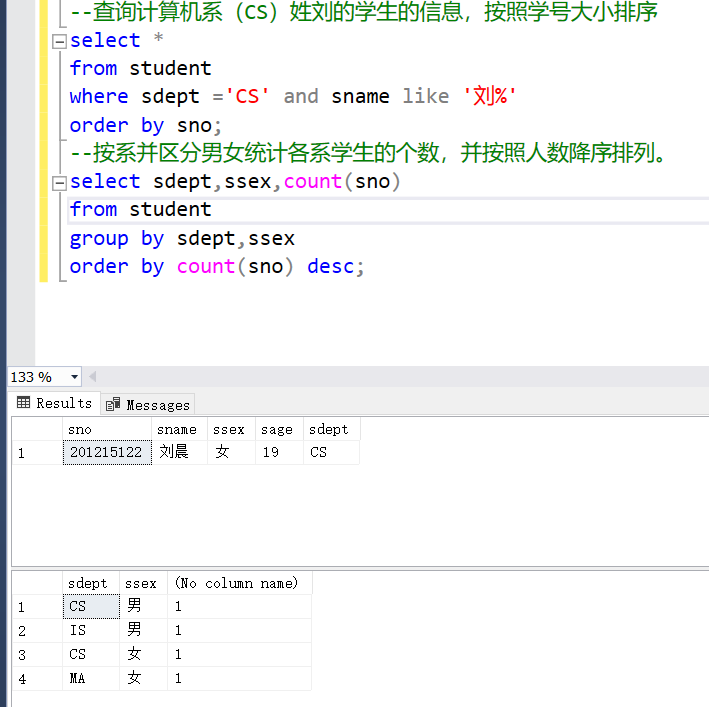 --查询计算机系（CS）姓刘的学生的信息，按照学号大小排序
select *
from student
where sdept ='CS' and sname like '刘%'
order by sno;
--按系并区分男女统计各系学生的个数，并按照人数降序排列。
select sdept,ssex,count(sno)
from student
group by sdept,ssex
order by count(sno) desc;
133 %
Results Messages
sno sname ssex sage sdept
1 201215122 刘晨 女 19 CS
sdept ssex (No column name)
1 CS 男 1
2 IS 男 1
3 CS 女 1
4 MA 女 1